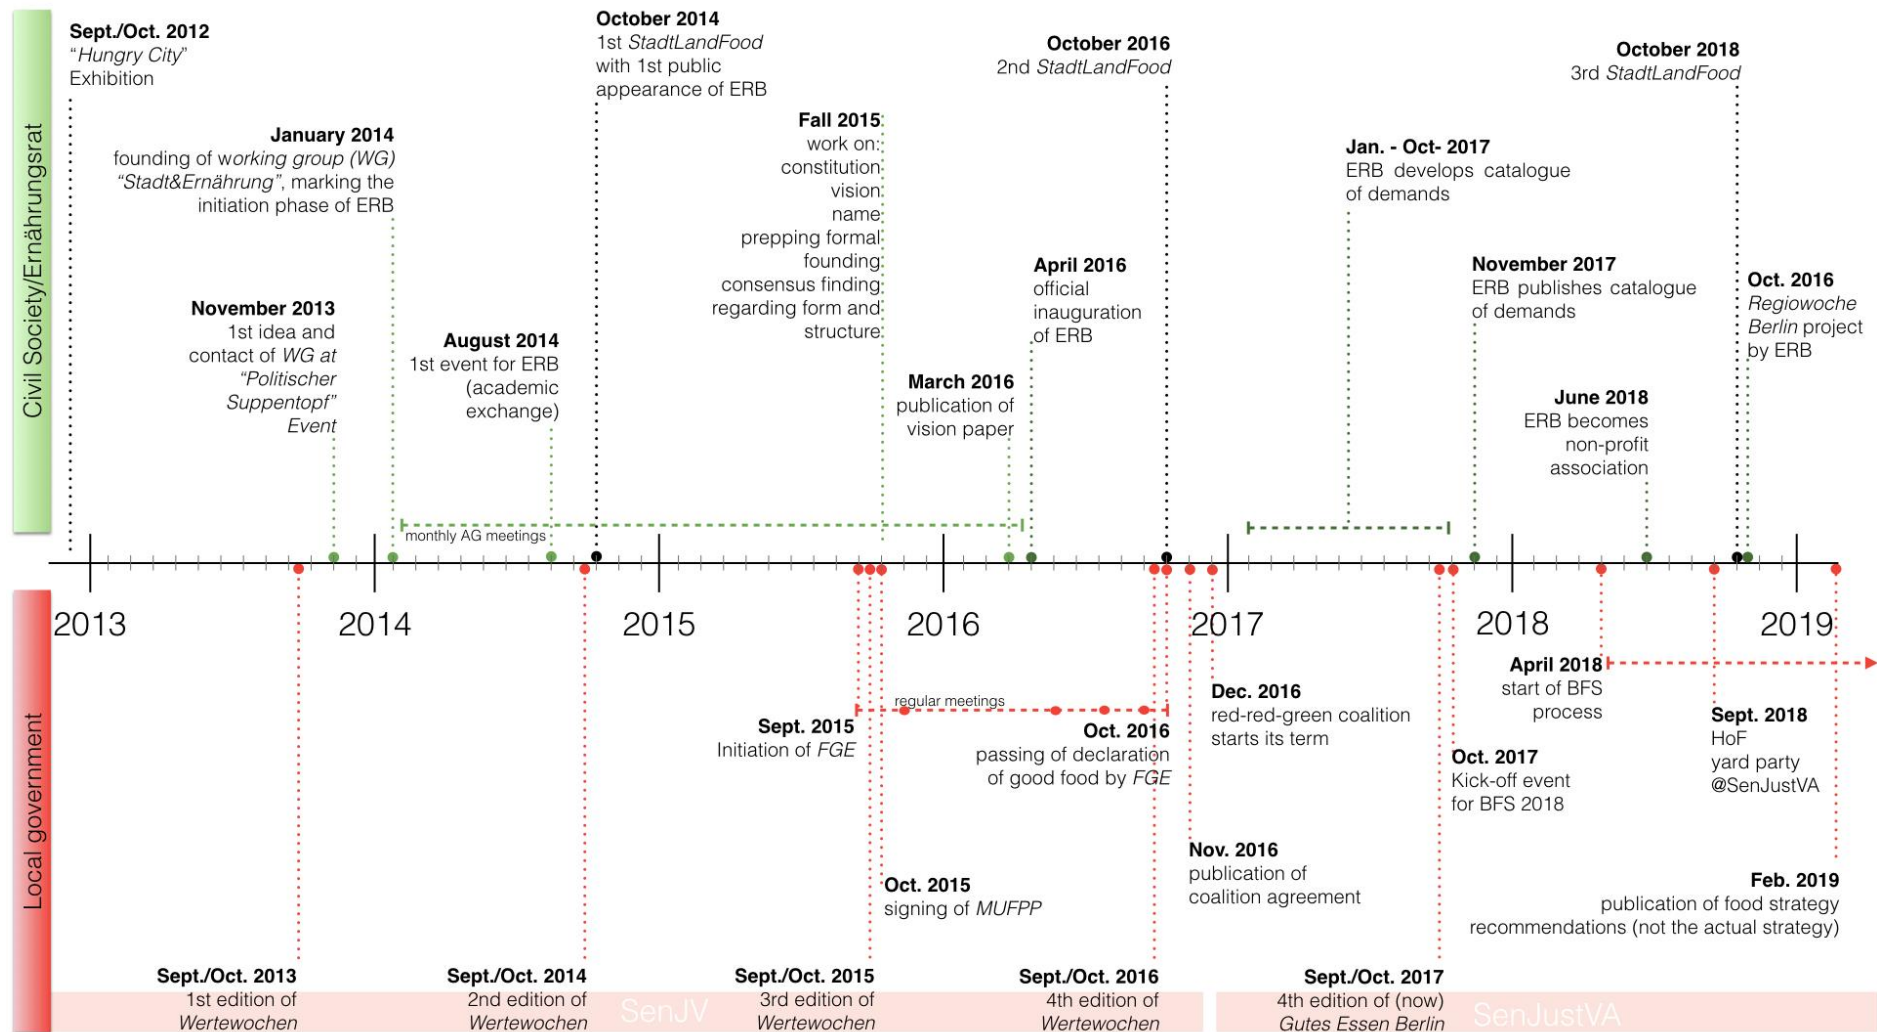 Civil Society/Ernährungsrat
Sept./Oct. 2012
“Hungry City”
Exhibition
November 2013
1st idea and
contact of WG at
“Politischer
Suppentopf”
Event
January 2014
founding of working group (WG)
“Stadt&Ernährung”, marking the
initiation phase of ERB
August 2014
1st event for ERB
(academic
exchange)
October 2014
1st StadtLandFood
with 1st public
appearance of ERB
Fall 2015
work on:
constitution
vision
name
prepping formal
founding
consensus finding
regarding form and
structure
March 2016
publication of
vision paper
April 2016
official
inauguration
of ERB
October 2016
2nd StadtLandFood
Jan. - Oct- 2017
ERB develops catalogue
of demands
November 2017
ERB publishes catalogue
of demands
June 2018
ERB becomes
non-profit
association
October 2018
3rd StadtLandFood
Oct. 2016
Regiowoche
Berlin project
by ERB
monthly AG meetings
2013
2014
2015
2016
2017
2018
2019
Local government
Sept./Oct. 2013
1st edition of
Wertewochen
Sept./Oct. 2014
2nd edition of
Wertewochen
SenJV
Sept. 2015
Initiation of FGE
regular meetings
Sept./Oct. 2015
3rd edition of
Wertewochen
Oct. 2015
signing of MUFPP
Oct. 2016
passing of declaration
of good food by FGE
Sept./Oct. 2016
4th edition of
Wertewochen
Nov. 2016
publication of
coalition agreement
Dec. 2016
red-red-green coalition
starts its term
Sept./Oct. 2017
4th edition of (now)
Gutes Essen Berlin
SenJustVA
Oct. 2017
Kick-off event
for BFS 2018
April 2018
start of BFS
process
Sept. 2018
HoF
yard party
@SenJustVA
Feb. 2019
publication of food strategy
recommendations (not the actual strategy)